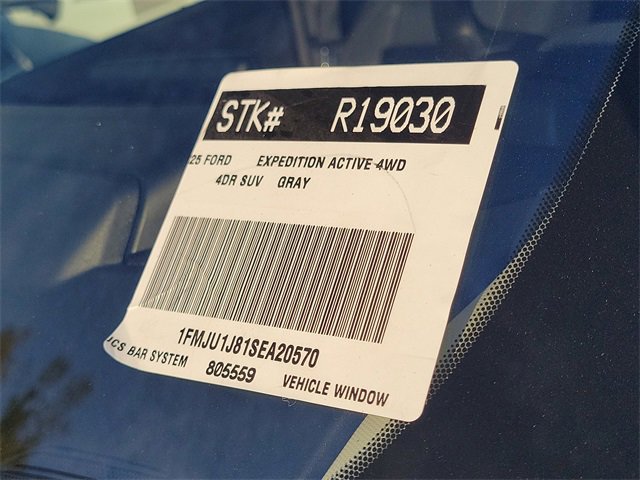 STK# R19030
25 FORD EXPEDITION ACTIVE 4WD
4DR SUV GRAY
1FMJU1J81SEA20570
BAR SYSTEM 805559 VEHICLE WINDOW